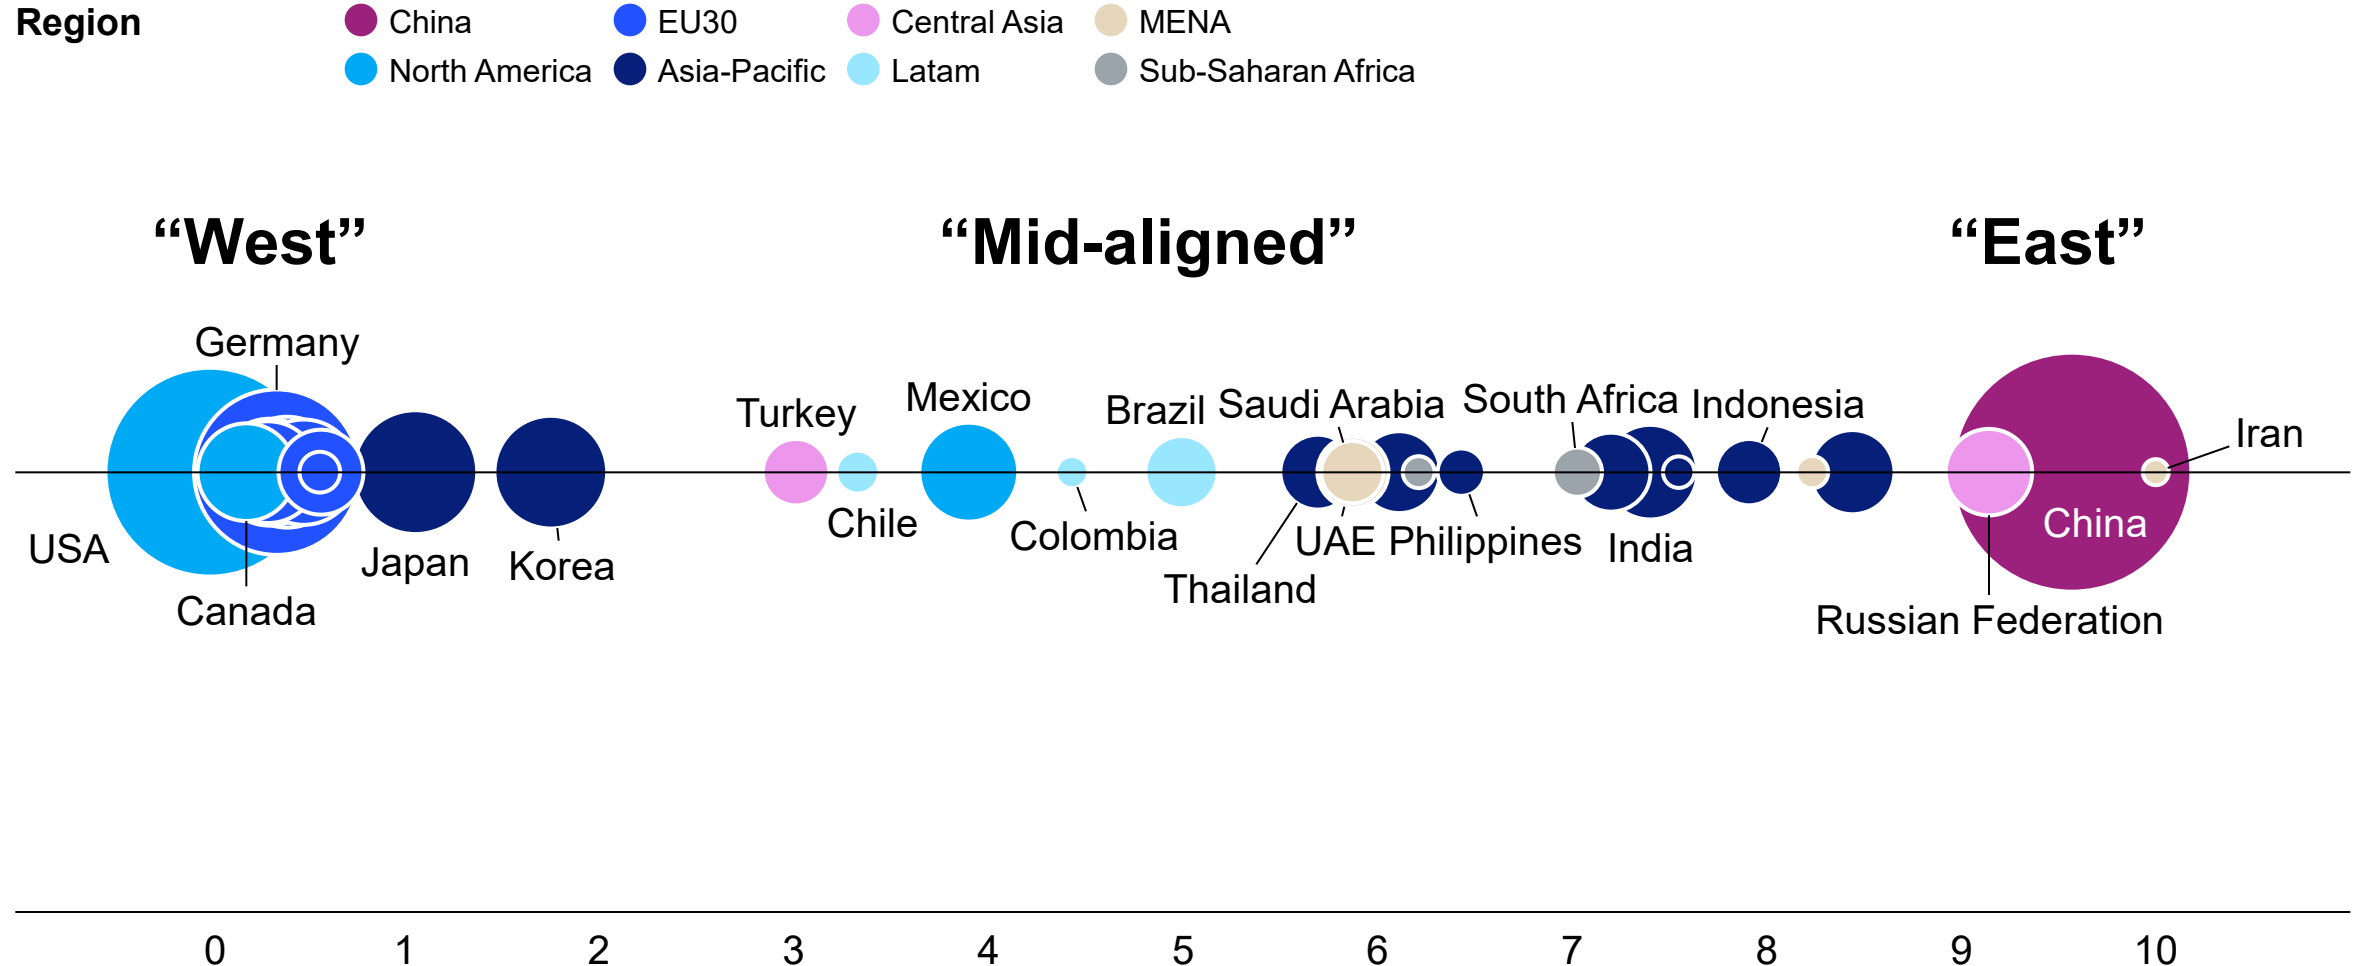 Region
China
EU30
Central Asia
MENA
North America
Asia-Pacific
Latam
Sub-Saharan Africa
“West”
“Mid-aligned”
“East”
Germany
Turkey
Mexico
Brazil
Saudi Arabia
South Africa
Indonesia
Iran
USA
Canada
Japan
Korea
Chile
Colombia
Thailand
UAE
Philippines
India
China
Russian Federation
0 1 2 3 4 5 6 7 8 9 10